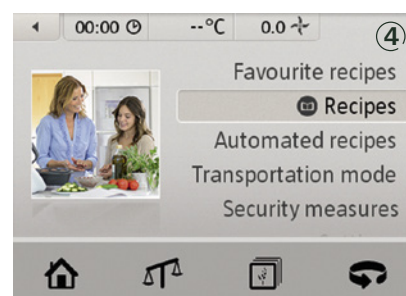 00:00 --°C 0.0 ④
Favourite recipes
Recipes
Automated recipes
Transportation mode
Security measures